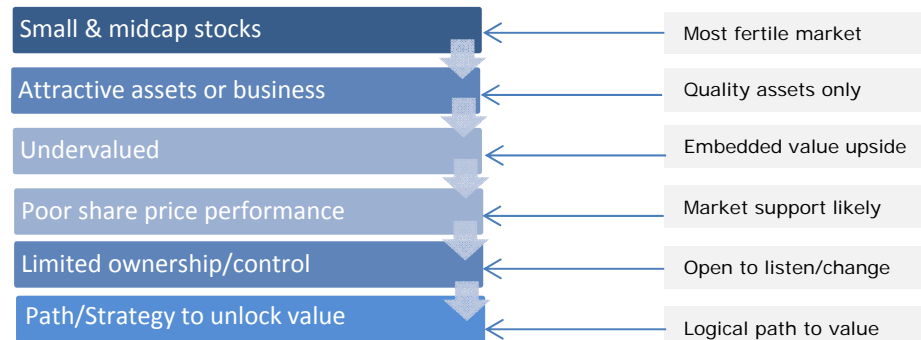 Small & midcap stocks
Most fertile market
Attractive assets or business
Quality assets only
Undervalued
Embedded value upside
Poor share price performance
Market support likely
Limited ownership/control
Open to listen/change
Path/Strategy to unlock value
Logical path to value